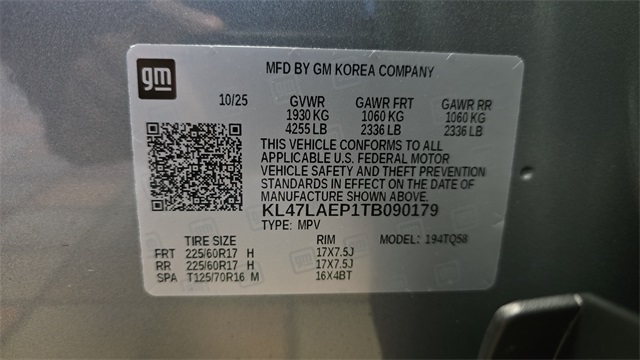 gm
MFD BY GM KOREA COMPANY
10/25 GVWR GAWR FRT GAWR RR
1930 KG 1060 KG 1060 KG
4255 LB 2336 LB 2336 LB
THIS VEHICLE CONFORMS TO ALL
APPLICABLE U.S. FEDERAL MOTOR
VEHICLE SAFETY AND THEFT PREVENTION
STANDARDS IN EFFECT ON THE DATE OF
MANUFACTURE SHOWN ABOVE.
KL47LAEP1TB090179
TYPE: MPV
TIRE SIZE RIM MODEL: 194TQ58
FRT 225/60R17 H 17X7.5J
RR 225/60R17 H 17X7.5J
SPA T125/70R16 M 16X4BT